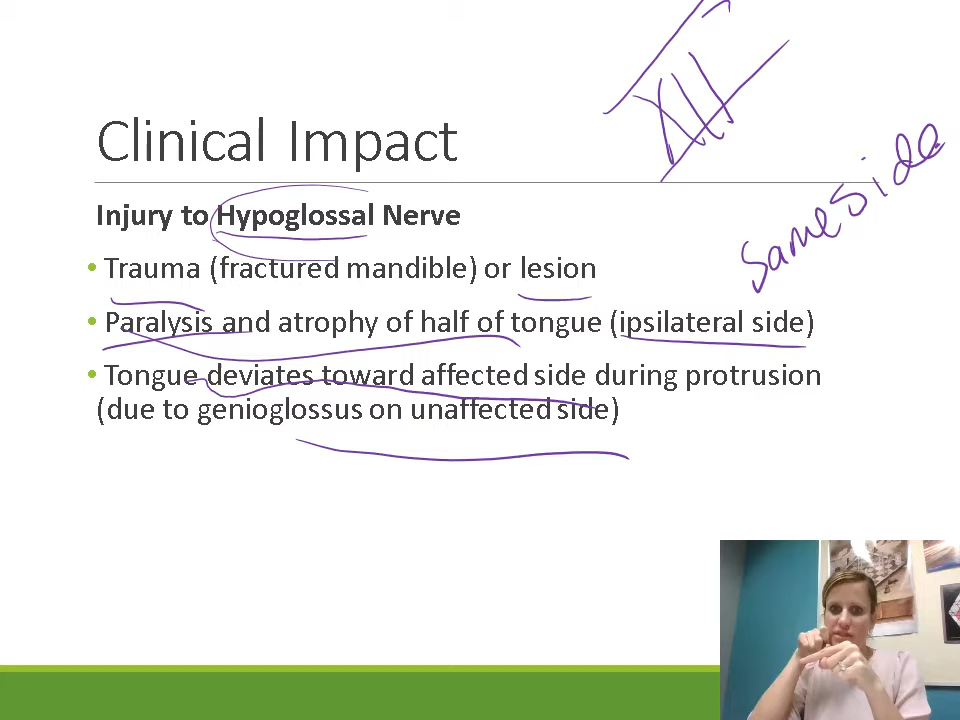 XII
Clinical Impact
same side
Injury to Hypoglossal Nerve
• Trauma (fractured mandible) or lesion
• Paralysis and atrophy of half of tongue (ipsilateral side)
• Tongue deviates toward affected side during protrusion
(due to genioglossus on unaffected side)